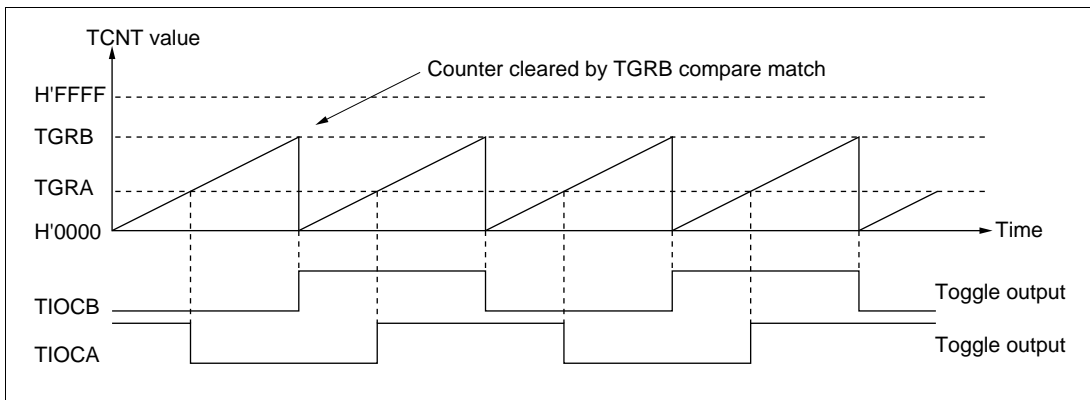 TCNT value
Counter cleared by TGRB compare match
H'FFFF
TGRB
TGRA
H'0000
Time
TIOCB
Toggle output
TIOCA
Toggle output